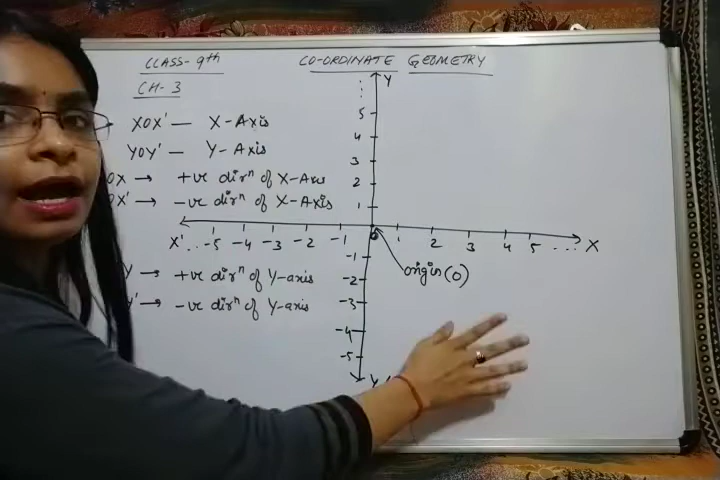 CLASS-9th
CO-ORDINATE GEOMETRY
CH-3
XOX' — X-Axis
YOY' — Y-Axis
OX → +ve dirⁿ of X-Axis
OX' → -ve dirⁿ of X-Axis
Y → +ve dirⁿ of Y-axis
Y' → -ve dirⁿ of Y-axis
Y
5
4
3
2
1
X' ..-5 -4 -3 -2 -1 1 2 3 4 5 ... X
origin (O)
-1
-2
-3
-4
-5
Y'